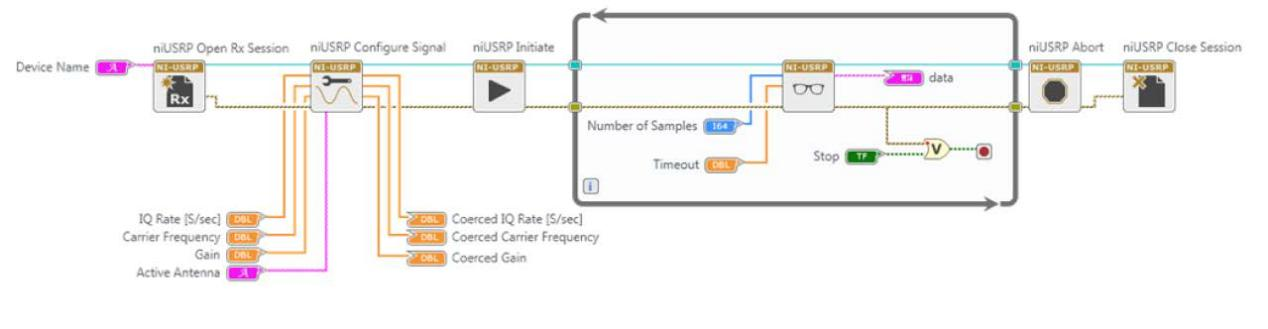 niUSRP Open Rx Session
niUSRP Configure Signal
niUSRP Initiate
niUSRP Abort
niUSRP Close Session
Device Name
NI-USRP
Rx
NI-USRP
NI-USRP
NI-USRP
data
NI-USRP
NI-USRP
Number of Samples
I64
Timeout
DBL
Stop
TF
V
i
IQ Rate [S/sec]
DBL
DBL
Coerced IQ Rate [S/sec]
Carrier Frequency
DBL
DBL
Coerced Carrier Frequency
Gain
DBL
DBL
Coerced Gain
Active Antenna